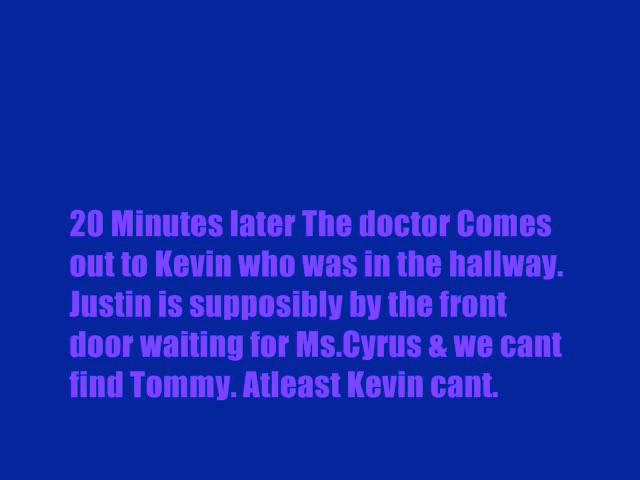 20 Minutes later The doctor Comes
out to Kevin who was in the hallway.
Justin is supposibly by the front
door waiting for Ms.Cyrus & we cant
find Tommy. Atleast Kevin cant.